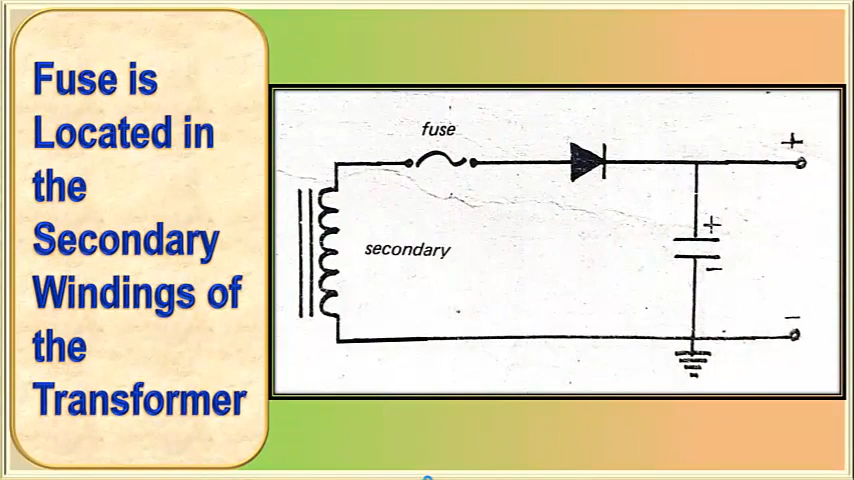 Fuse is
Located in
the
Secondary
Windings of
the
Transformer
fuse
+
secondary
+
−
−